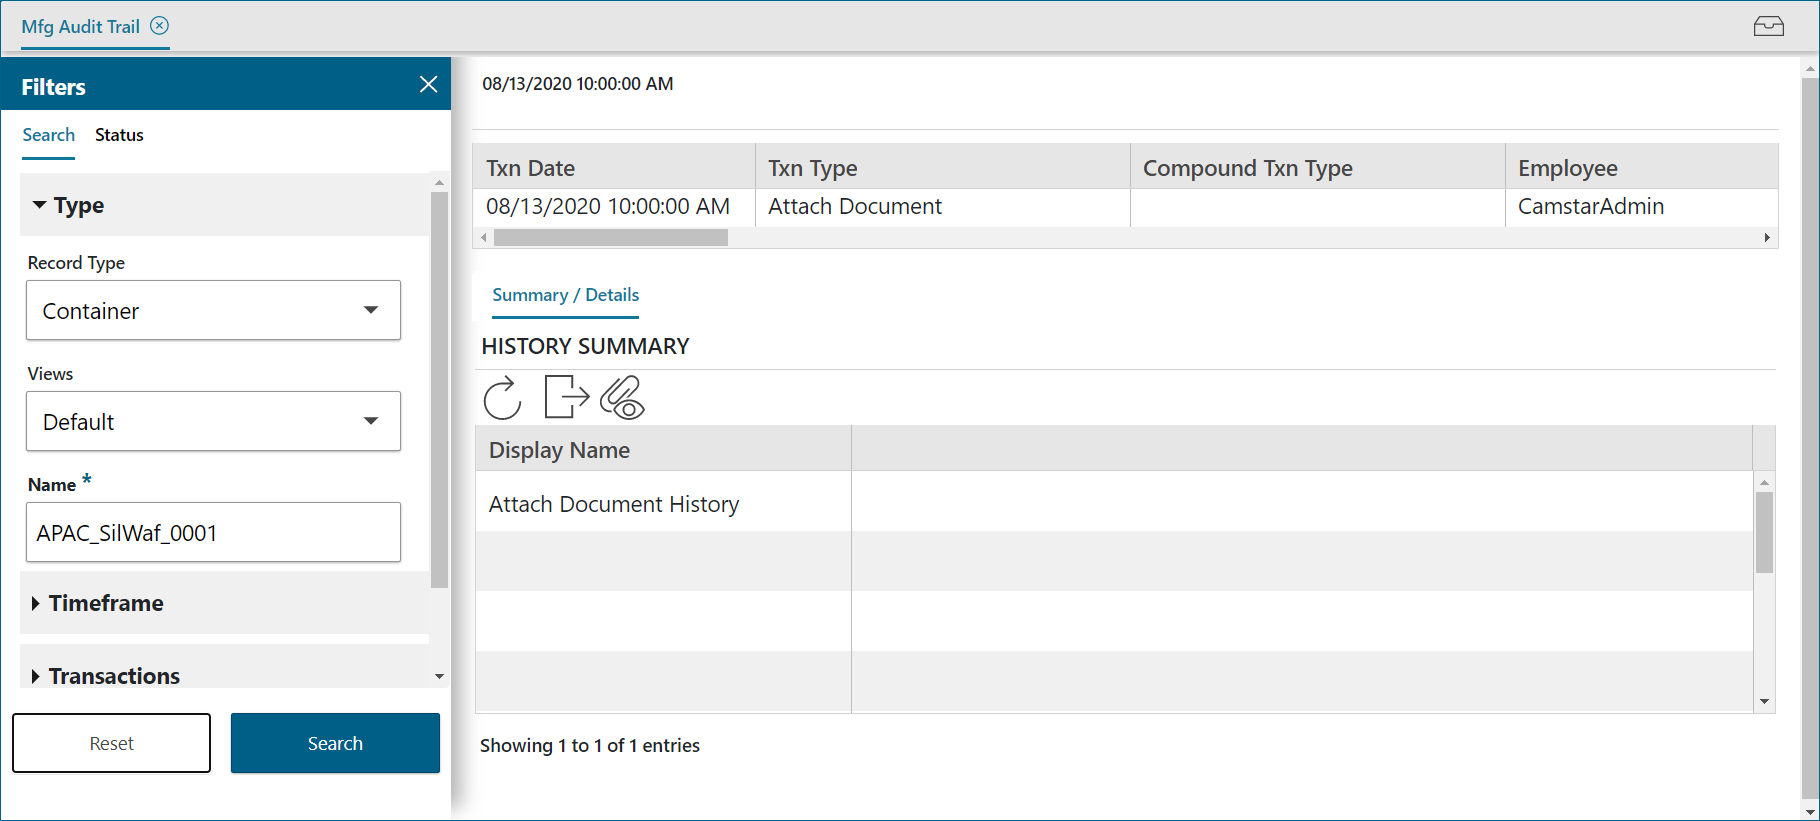 Mfg Audit Trail
Filters
Search Status
Type
Record Type
Container
Views
Default
Name *
APAC_SilWaf_0001
Timeframe
Transactions
Reset Search
08/13/2020 10:00:00 AM
Txn Date Txn Type Compound Txn Type Employee
08/13/2020 10:00:00 AM Attach Document CamstarAdmin
Summary / Details
HISTORY SUMMARY
Display Name
Attach Document History
Showing 1 to 1 of 1 entries